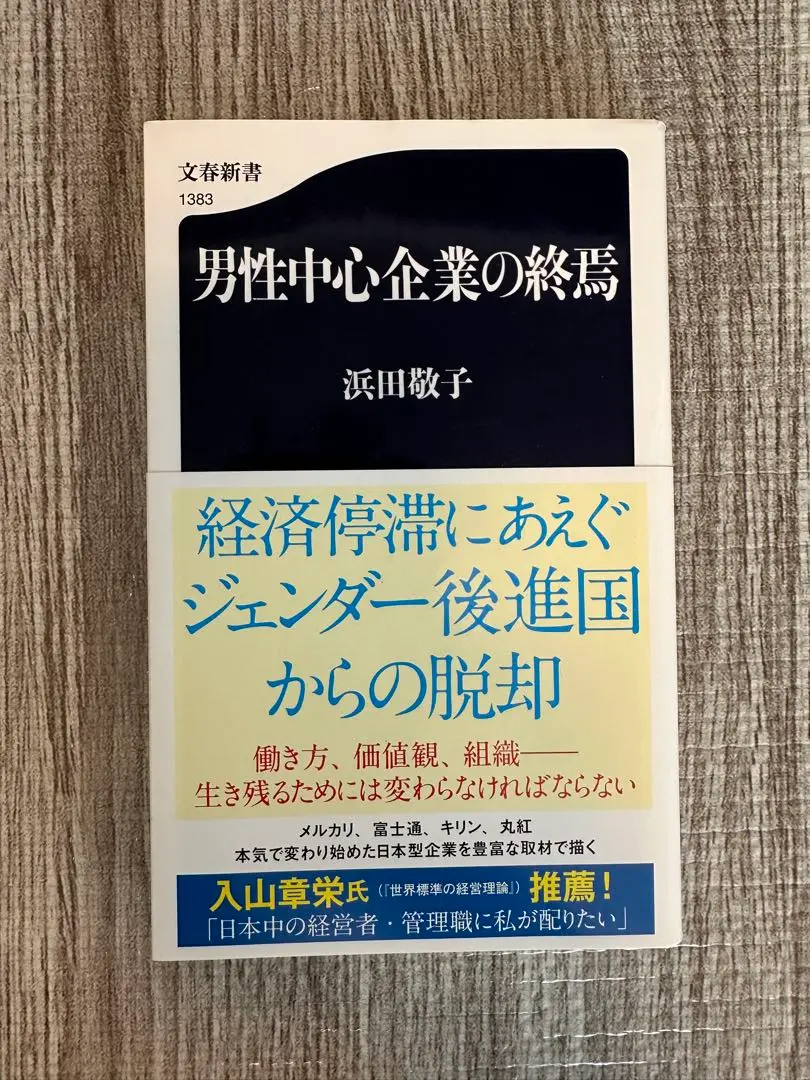 文春新書
1383
男性中心企業の終焉
浜田敬子
経済停滞にあえぐ
ジェンダー後進国
からの脱却
働き方、価値観、組織――
生き残るためには変わらなければならない
メルカリ、富士通、キリン、丸紅
本気で変わり始めた日本型企業を豊富な取材で描く
入山章栄氏(『世界標準の経営理論』)推薦!
「日本中の経営者・管理職に私が配りたい」